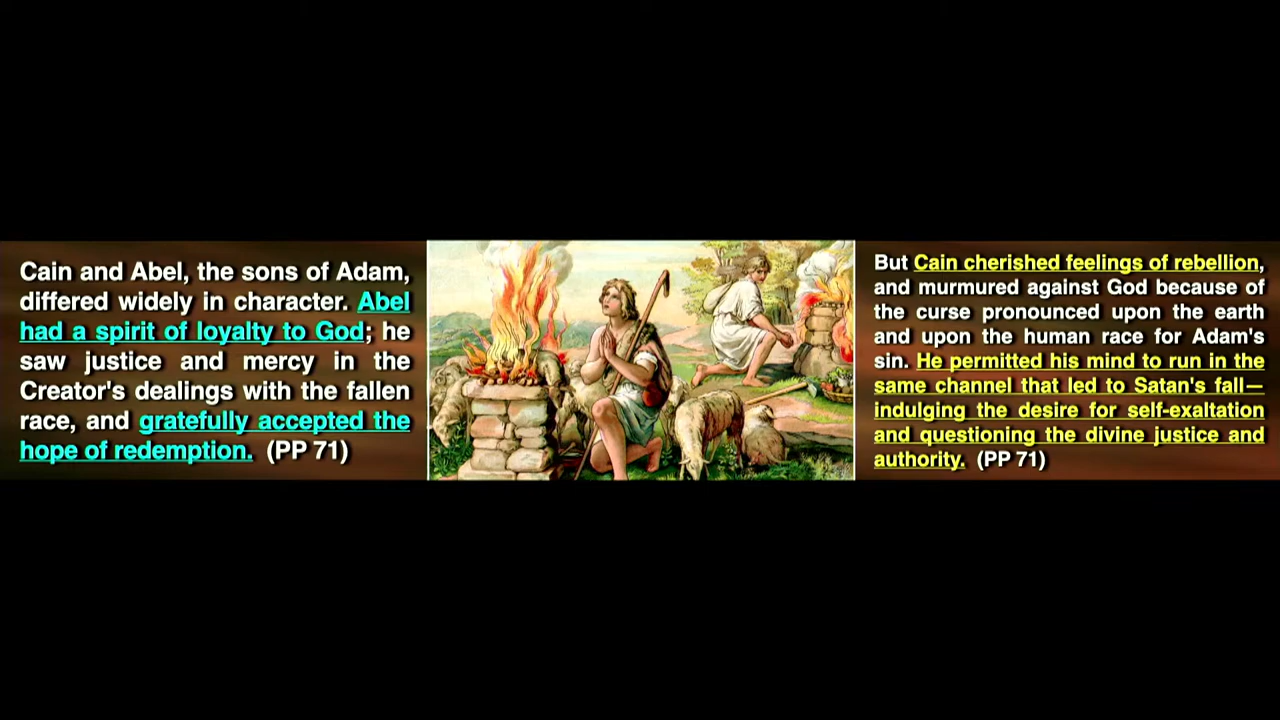 Cain and Abel, the sons of Adam,
differed widely in character. Abel
had a spirit of loyalty to God; he
saw justice and mercy in the
Creator's dealings with the fallen
race, and gratefully accepted the
hope of redemption. (PP 71)
But Cain cherished feelings of rebellion,
and murmured against God because of
the curse pronounced upon the earth
and upon the human race for Adam's
sin. He permitted his mind to run in the
same channel that led to Satan's fall—
indulging the desire for self-exaltation
and questioning the divine justice and
authority. (PP 71)